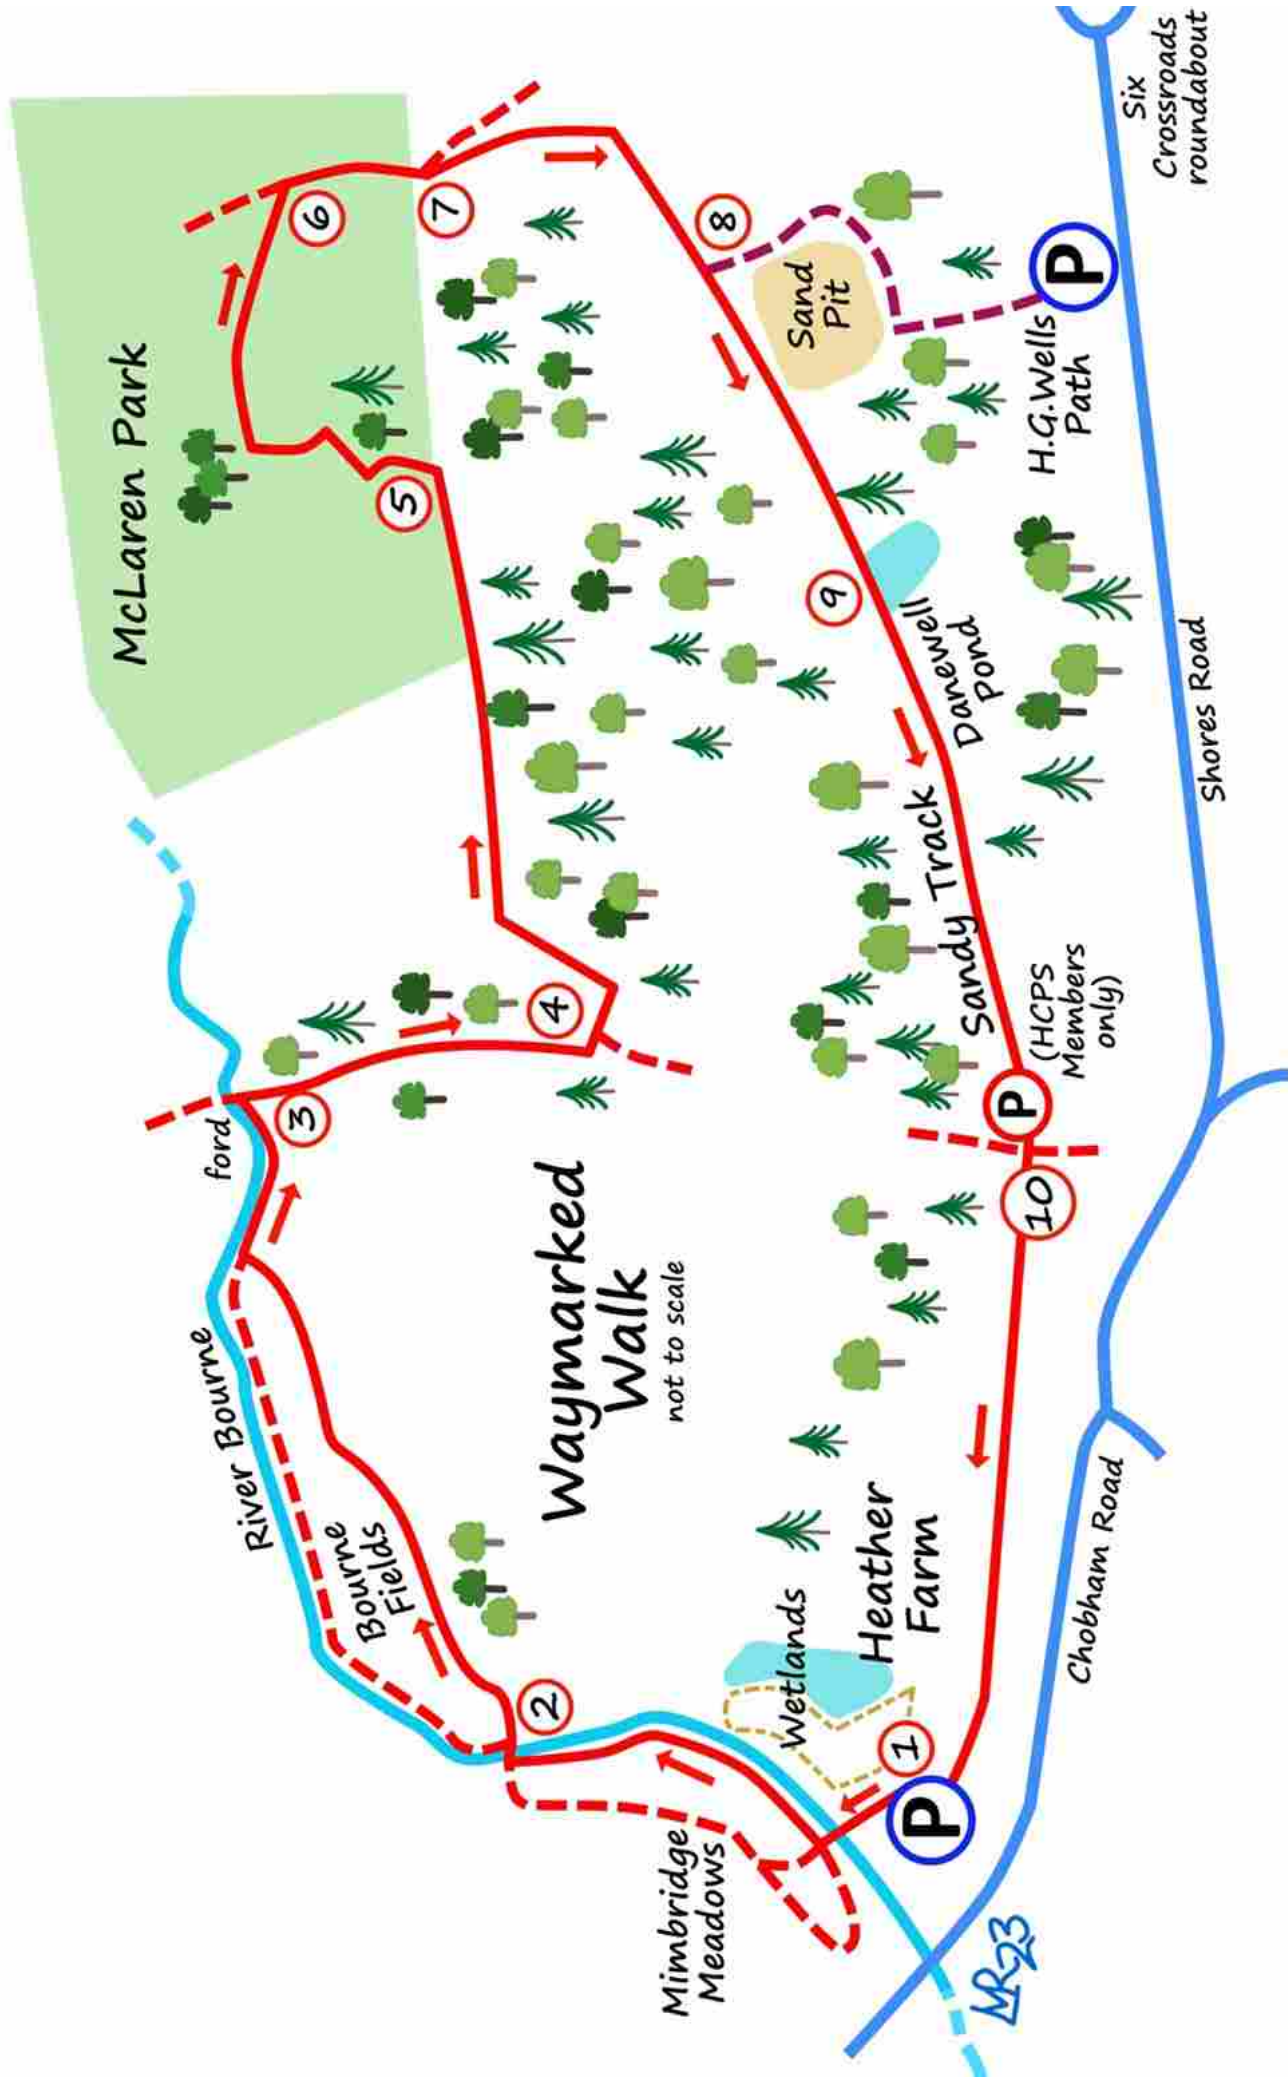 McLaren Park
ford
River Bourne
Bourne
Fields
Waymarked
Walk
not to scale
Mimbridge
Meadows
Wetlands
Heather
Farm
Sandy Track
Danewell
Pond
Sand
Pit
H.G.Wells
Path
(HCPS
Members
only)
Six
Crossroads
roundabout
Shores Road
Chobham Road
1
2
3
4
5
6
7
8
9
10
P
P
P
MR23